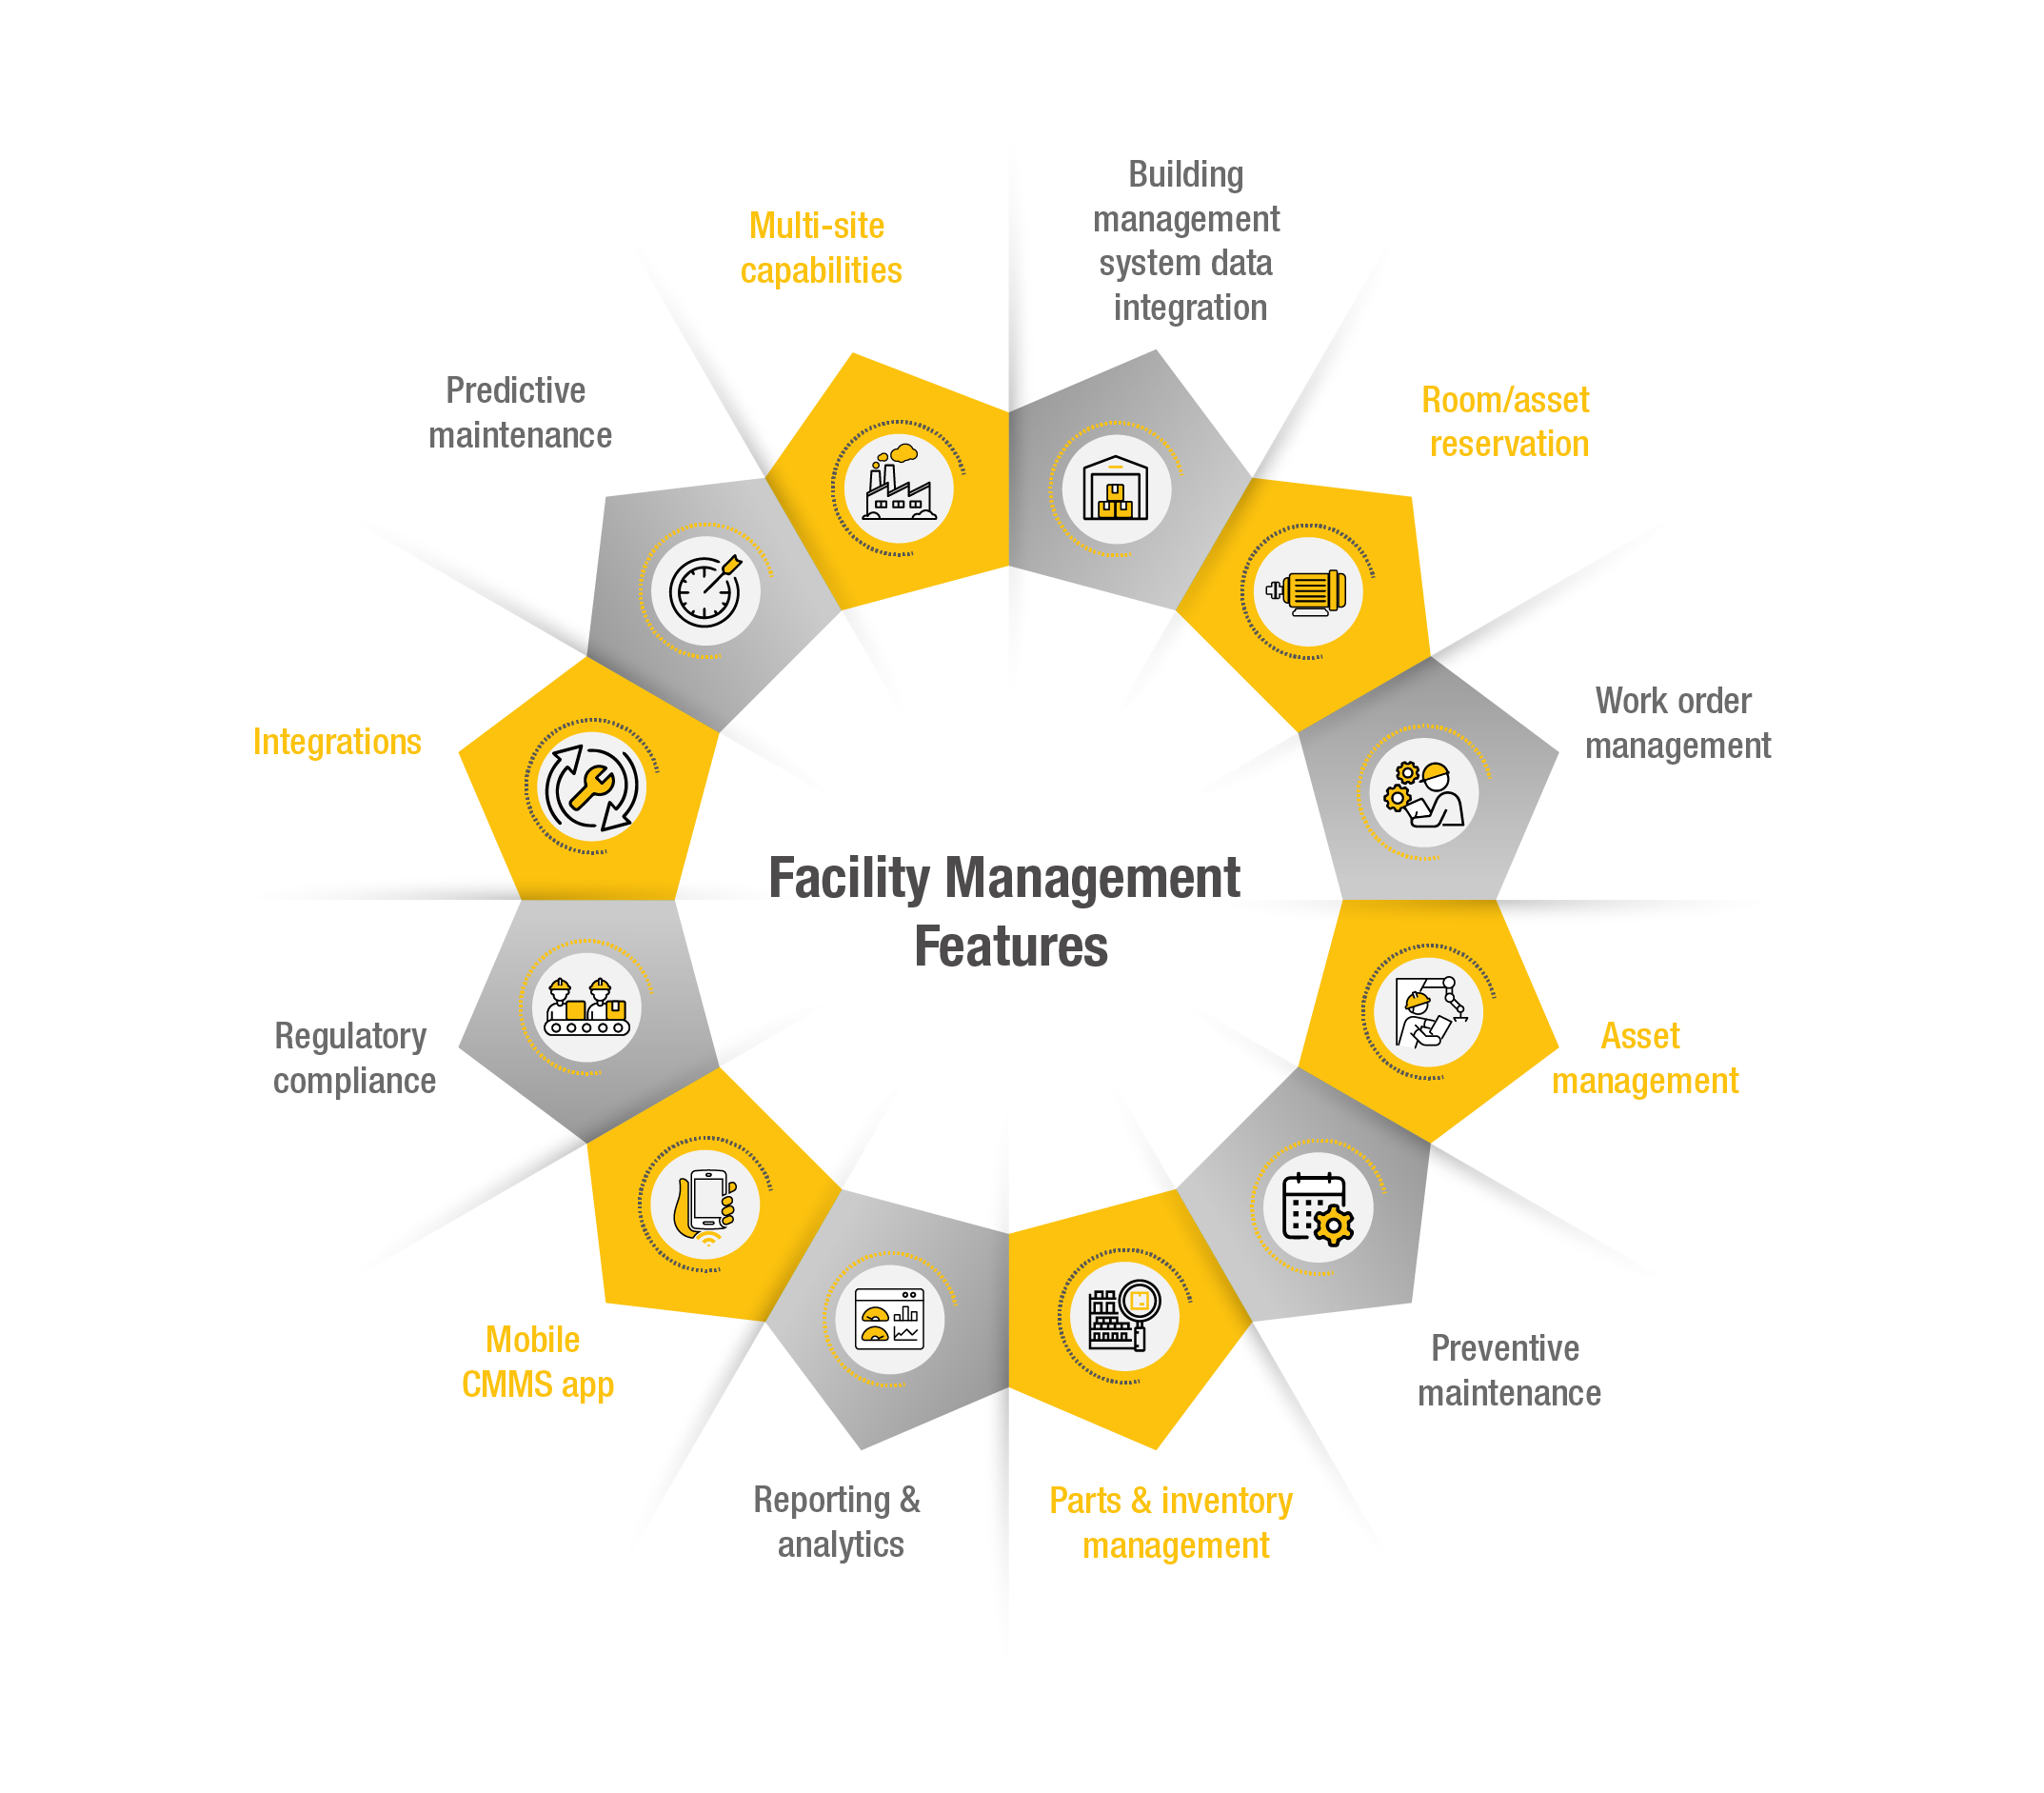 Building
management
system data
integration
Multi-site
capabilities
Predictive
maintenance
Room/asset
reservation
Integrations
Work order
management
Facility Management
Features
Regulatory
compliance
Asset
management
Mobile
CMMS app
Preventive
maintenance
Reporting &
analytics
Parts & inventory
management